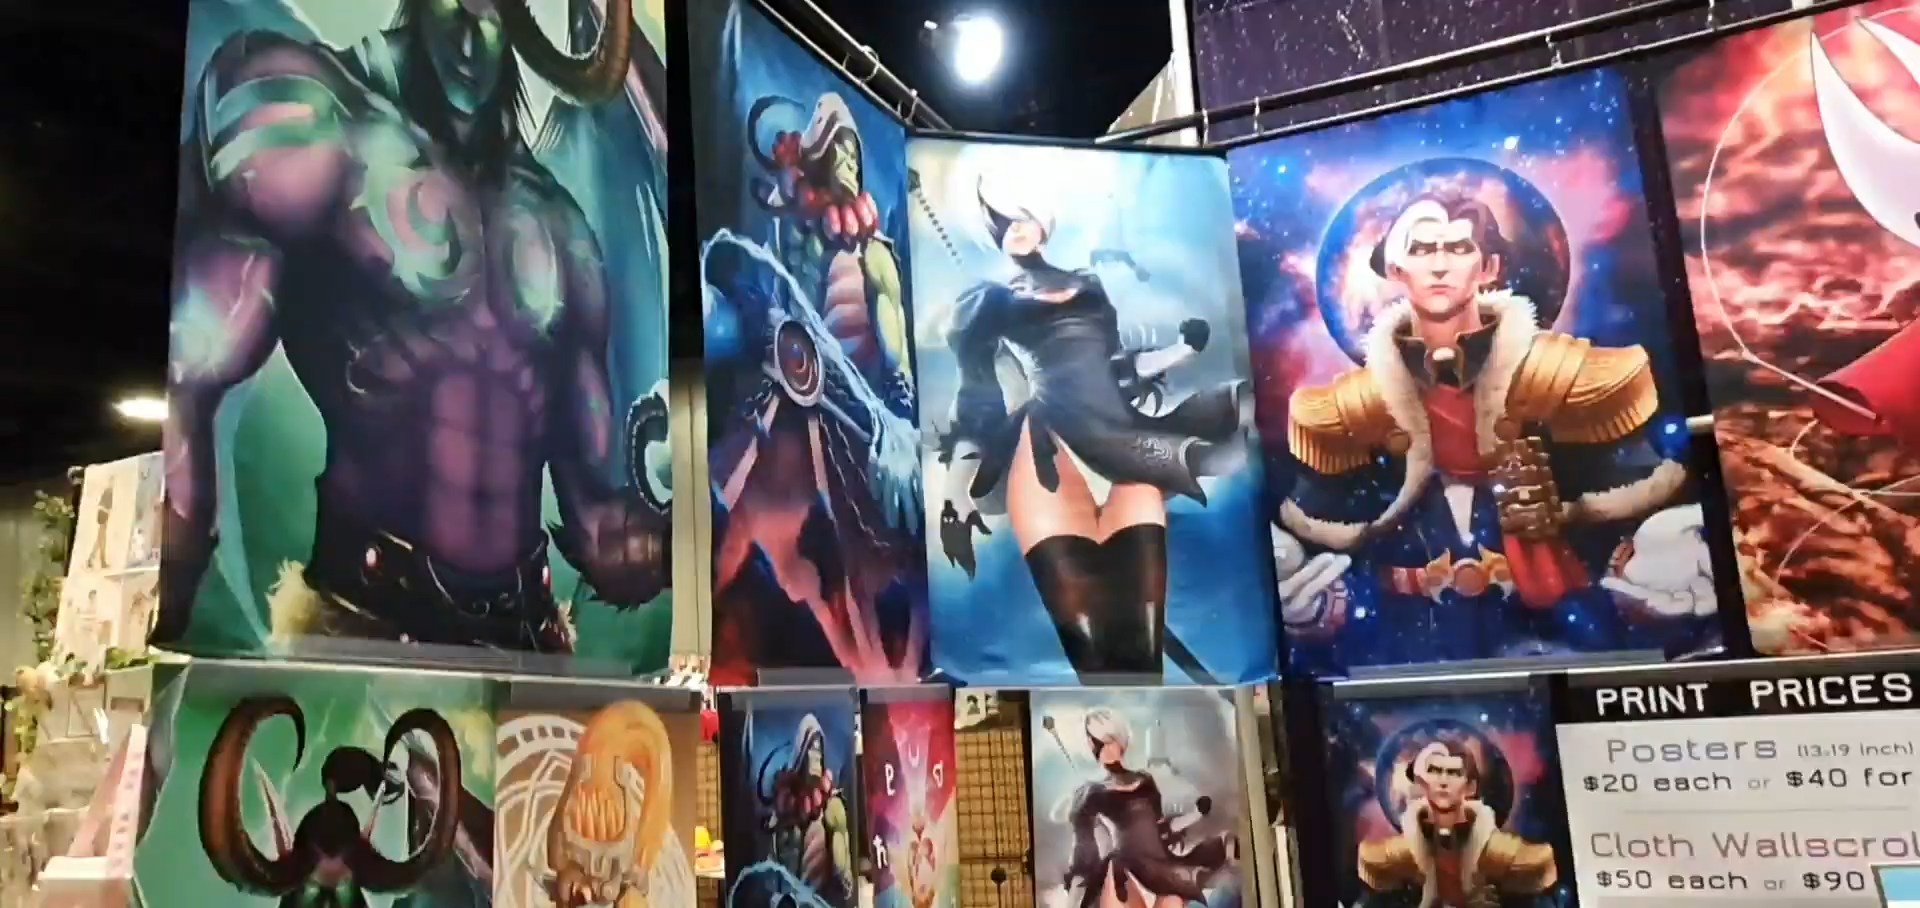 PRINT PRICES
Posters (13x19 inch)
$20 each or $40 for
Cloth Wallscrol
$50 each or $90